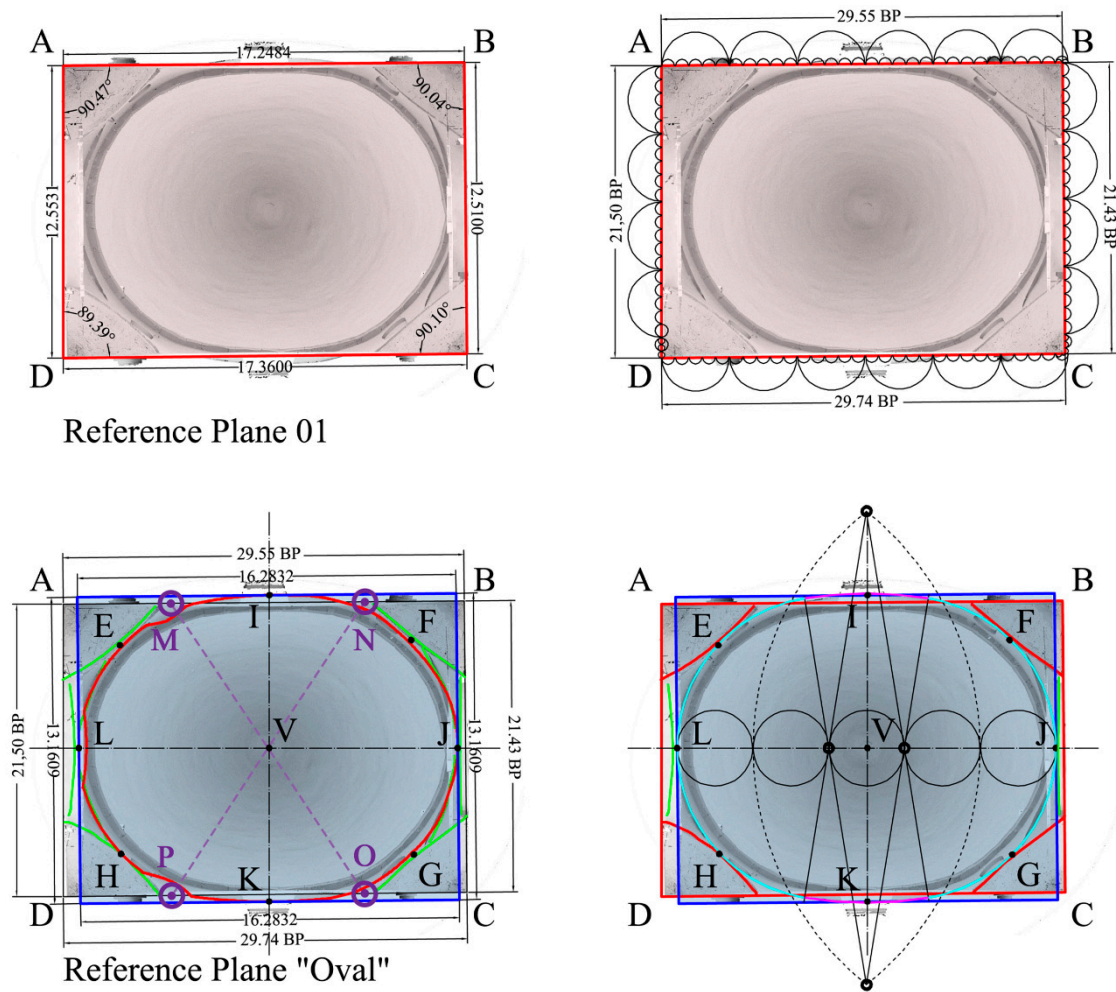 29.55 BP
A
17.2484
B
A
B
90.47°
90.04°
12.5531
12.5100
21,50 BP
21.43 BP
89.39°
90.10°
D
17.3600
C
D
C
29.74 BP
Reference Plane 01
29.55 BP
A
16.2832
B
A
B
E
M
I
N
F
E
I
F
21,50 BP
13.1609
L
V
J
13.1609
21.43 BP
L
V
J
H
P
K
O
G
H
K
G
D
16.2832
C
D
C
29.74 BP
Reference Plane "Oval"